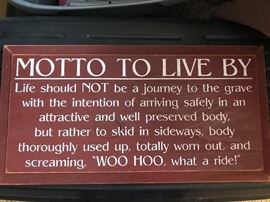 MOTTO TO LIVE BY
Life should NOT be a journey to the grave
with the intention of arriving safely in an
attractive and well preserved body,
but rather to skid in sideways, body
thoroughly used up, totally worn out, and
screaming, "WOO HOO, what a ride!"